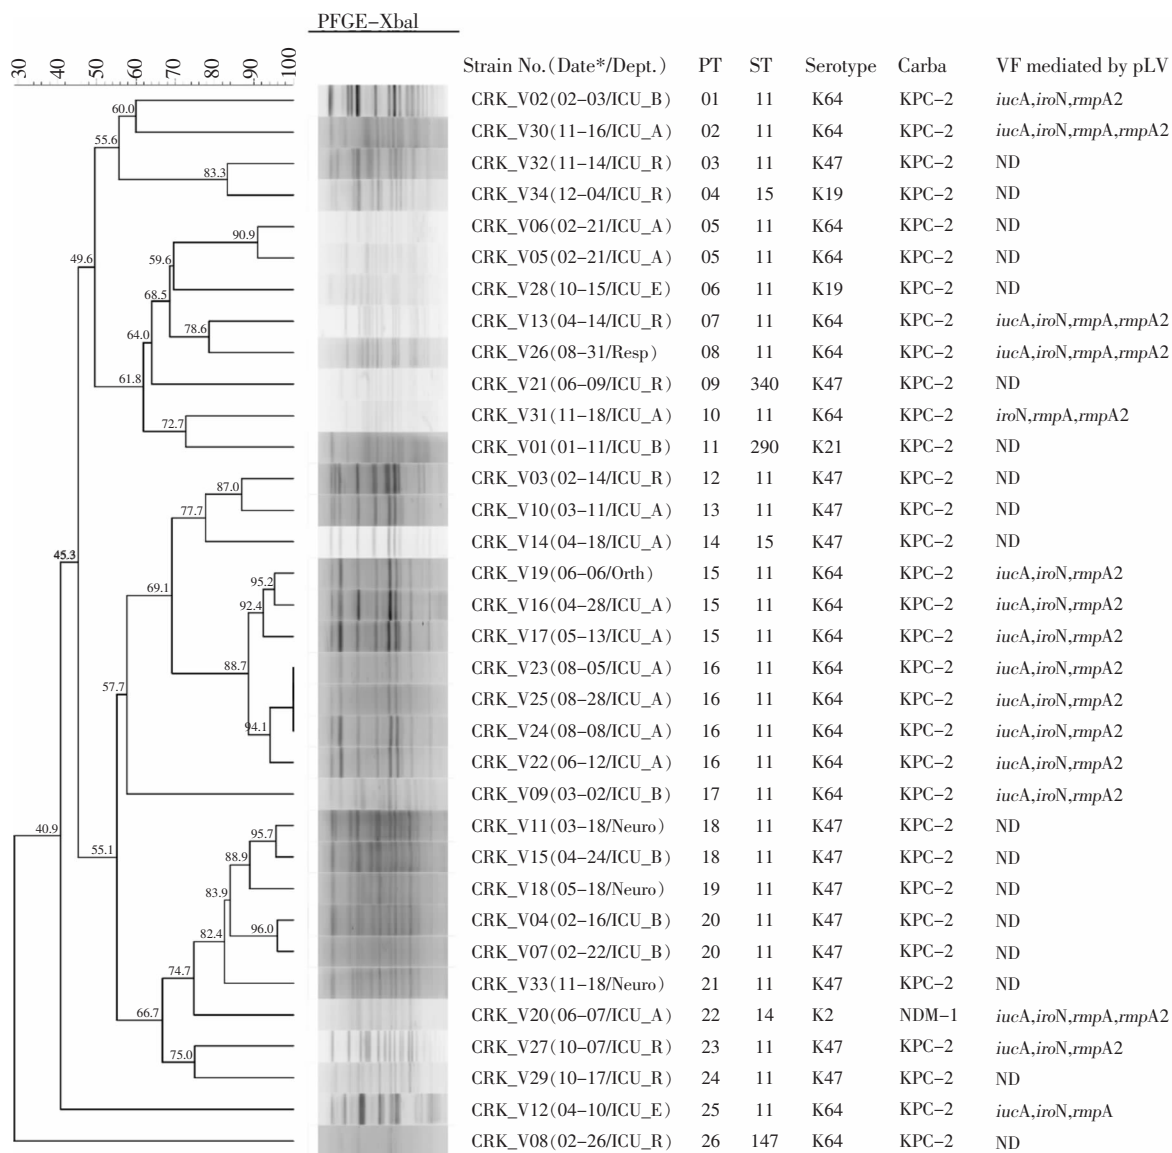 PFGE-XbaI
30 40 50 60 70 80 90 100
Strain No.(Date*/Dept.) PT ST Serotype Carba VF mediated by pLV
60.0 CRK_V02(02-03/ICU_B) 01 11 K64 KPC-2 iucA,iroN,rmpA2
CRK_V30(11-16/ICU_A) 02 11 K64 KPC-2 iucA,iroN,rmpA,rmpA2
55.6 CRK_V32(11-14/ICU_R) 03 11 K47 KPC-2 ND
83.3 CRK_V34(12-04/ICU_R) 04 15 K19 KPC-2 ND
CRK_V06(02-21/ICU_A) 05 11 K64 KPC-2 ND
90.9 CRK_V05(02-21/ICU_A) 05 11 K64 KPC-2 ND
49.6 59.6 CRK_V28(10-15/ICU_E) 06 11 K19 KPC-2 ND
68.5 CRK_V13(04-14/ICU_R) 07 11 K64 KPC-2 iucA,iroN,rmpA,rmpA2
64.0 78.6 CRK_V26(08-31/Resp) 08 11 K64 KPC-2 iucA,iroN,rmpA,rmpA2
61.8 CRK_V21(06-09/ICU_R) 09 340 K47 KPC-2 ND
CRK_V31(11-18/ICU_A) 10 11 K64 KPC-2 iroN,rmpA,rmpA2
72.7 CRK_V01(01-11/ICU_B) 11 290 K21 KPC-2 ND
87.0 CRK_V03(02-14/ICU_R) 12 11 K47 KPC-2 ND
77.7 CRK_V10(03-11/ICU_A) 13 11 K47 KPC-2 ND
45.3 CRK_V14(04-18/ICU_A) 14 15 K47 KPC-2 ND
69.1 95.2 CRK_V19(06-06/Orth) 15 11 K64 KPC-2 iucA,iroN,rmpA2
92.4 CRK_V16(04-28/ICU_A) 15 11 K64 KPC-2 iucA,iroN,rmpA2
CRK_V17(05-13/ICU_A) 15 11 K64 KPC-2 iucA,iroN,rmpA2
88.7 CRK_V23(08-05/ICU_A) 16 11 K64 KPC-2 iucA,iroN,rmpA2
57.7 CRK_V25(08-28/ICU_A) 16 11 K64 KPC-2 iucA,iroN,rmpA2
94.1 CRK_V24(08-08/ICU_A) 16 11 K64 KPC-2 iucA,iroN,rmpA2
CRK_V22(06-12/ICU_A) 16 11 K64 KPC-2 iucA,iroN,rmpA2
CRK_V09(03-02/ICU_B) 17 11 K64 KPC-2 iucA,iroN,rmpA2
40.9 95.7 CRK_V11(03-18/Neuro) 18 11 K47 KPC-2 ND
55.1 88.9 CRK_V15(04-24/ICU_B) 18 11 K47 KPC-2 ND
83.9 CRK_V18(05-18/Neuro) 19 11 K47 KPC-2 ND
96.0 CRK_V04(02-16/ICU_B) 20 11 K47 KPC-2 ND
82.4 CRK_V07(02-22/ICU_B) 20 11 K47 KPC-2 ND
74.7 CRK_V33(11-18/Neuro) 21 11 K47 KPC-2 ND
66.7 CRK_V20(06-07/ICU_A) 22 14 K2 NDM-1 iucA,iroN,rmpA,rmpA2
CRK_V27(10-07/ICU_R) 23 11 K47 KPC-2 iucA,iroN,rmpA2
75.0 CRK_V29(10-17/ICU_R) 24 11 K47 KPC-2 ND
CRK_V12(04-10/ICU_E) 25 11 K64 KPC-2 iucA,iroN,rmpA
CRK_V08(02-26/ICU_R) 26 147 K64 KPC-2 ND